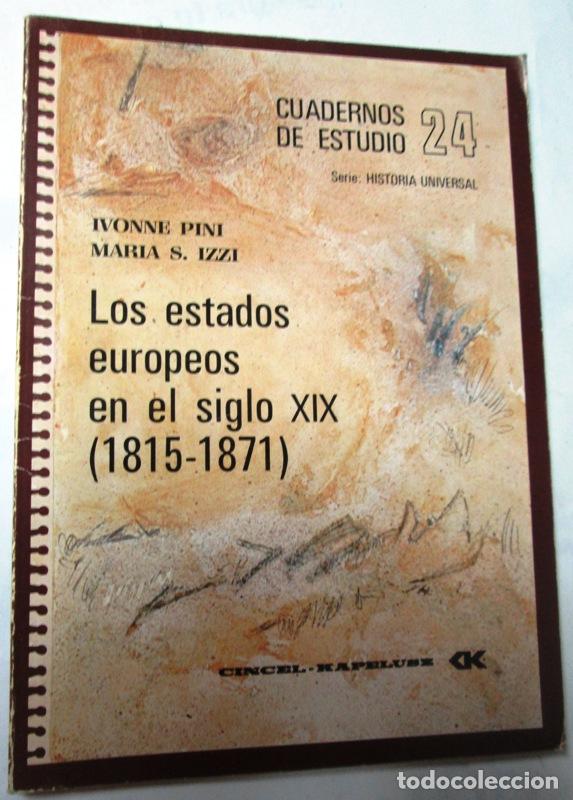 CUADERNOS
DE ESTUDIO 24
Serie: HISTORIA UNIVERSAL
IVONNE PINI
MARIA S. IZZI
Los estados
europeos
en el siglo XIX
(1815-1871)
CINCEL-KAPELUSZ CK
todocoleccion